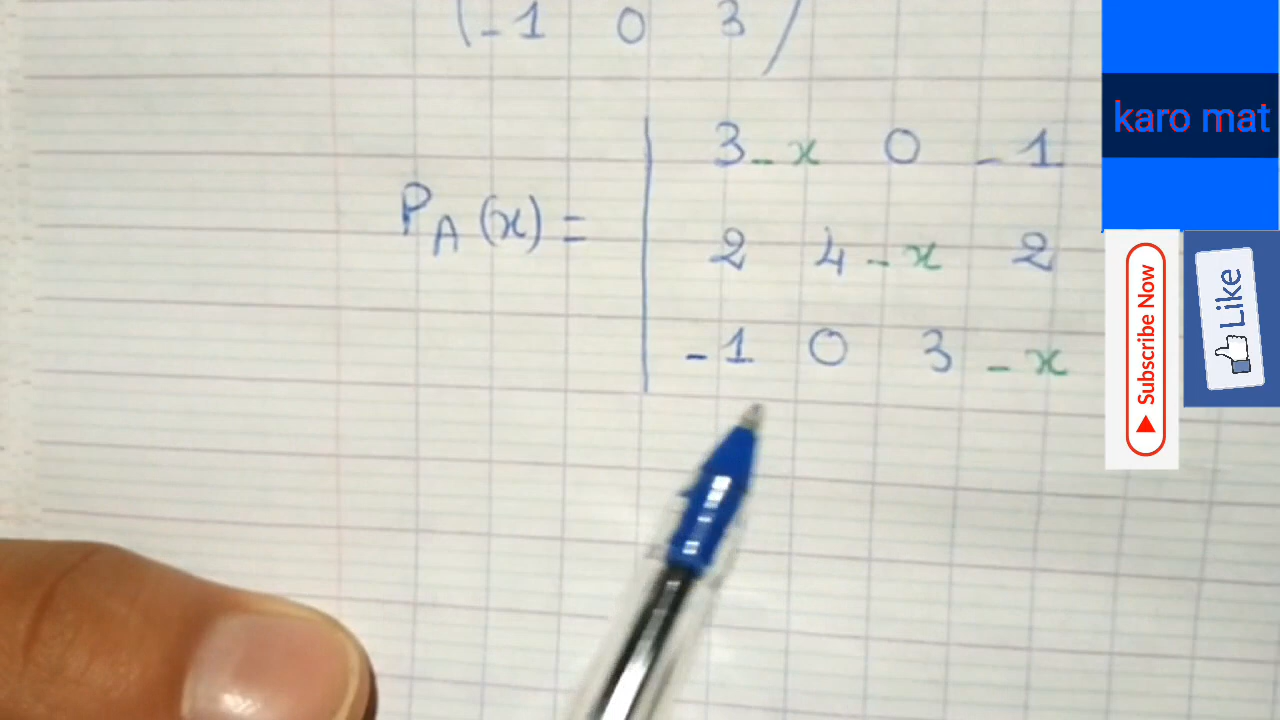 (-1 0 3)
P_A(x) = | 3-x 0 -1
2 4-x 2
-1 0 3-x
karo mat
Subscribe Now
Like